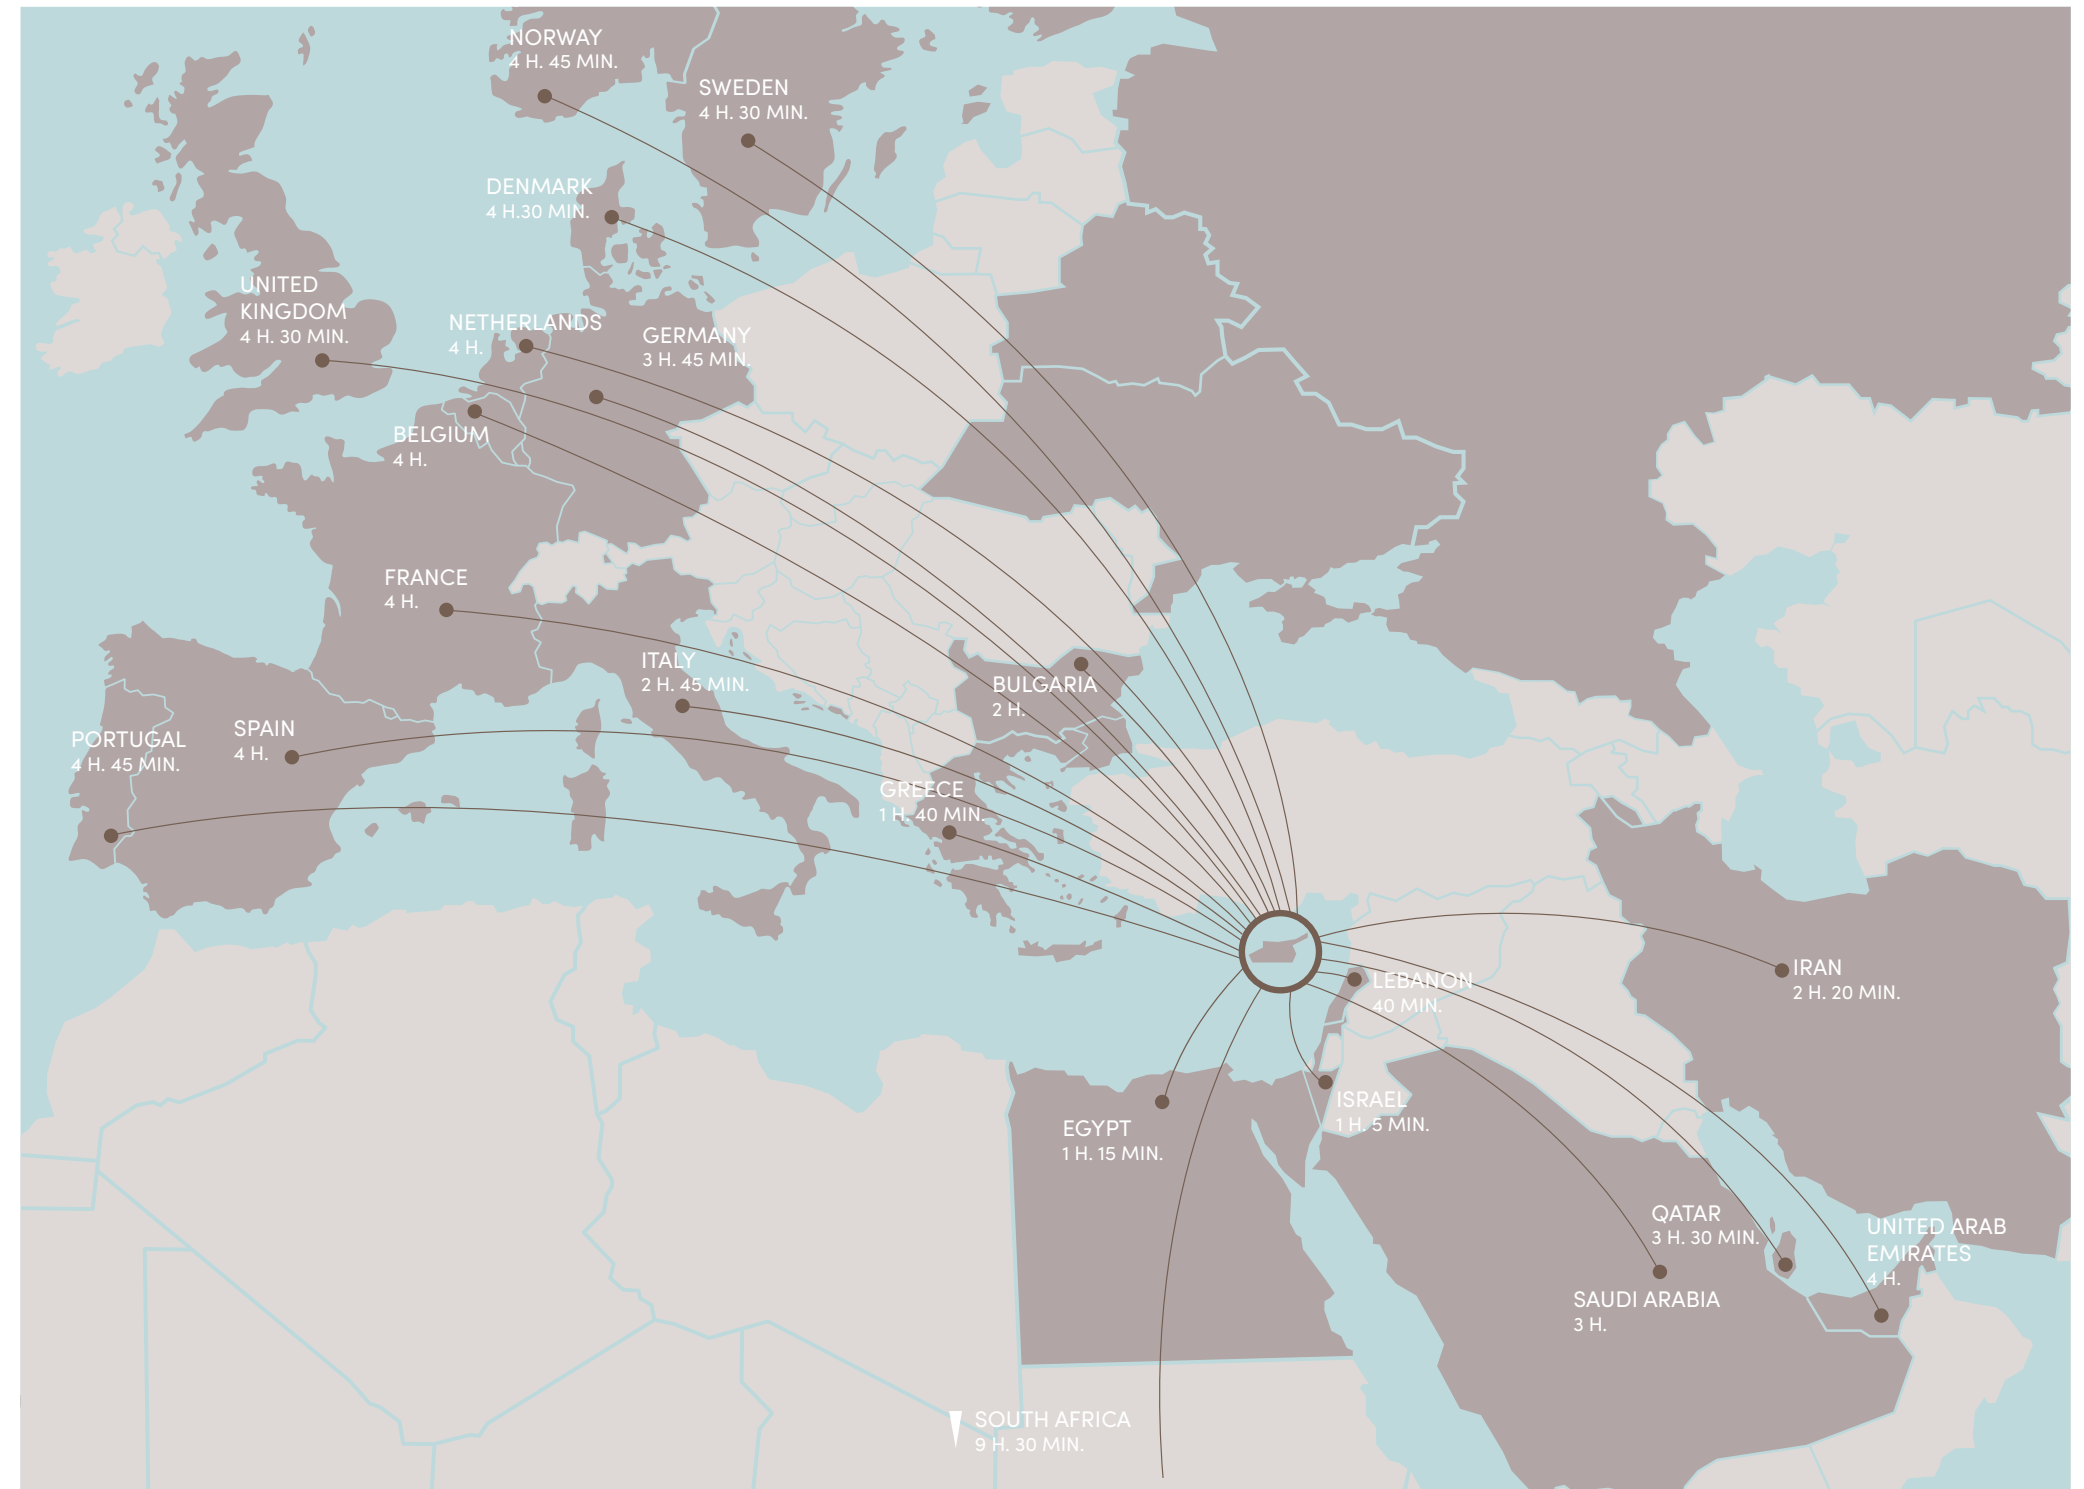 NORWAY
4 H. 45 MIN.
SWEDEN
4 H. 30 MIN.
DENMARK
4 H.30 MIN.
UNITED
KINGDOM
4 H. 30 MIN.
NETHERLANDS
4 H.
GERMANY
3 H. 45 MIN.
BELGIUM
4 H.
FRANCE
4 H.
ITALY
2 H. 45 MIN.
BULGARIA
2 H.
SPAIN
4 H.
PORTUGAL
4 H. 45 MIN.
GREECE
1 H. 40 MIN.
IRAN
2 H. 20 MIN.
LEBANON
40 MIN.
ISRAEL
1 H. 5 MIN.
EGYPT
1 H. 15 MIN.
QATAR
3 H. 30 MIN.
UNITED ARAB
EMIRATES
4 H.
SAUDI ARABIA
3 H.
SOUTH AFRICA
9 H. 30 MIN.